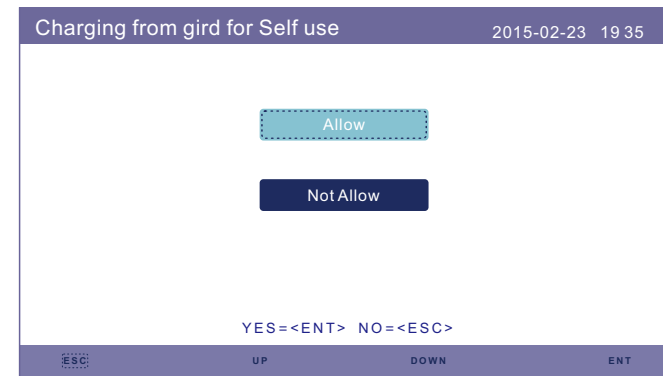 Charging from gird for Self use 2015-02-23 19 35
Allow
Not Allow
YES=<ENT> NO=<ESC>
ESC UP DOWN ENT